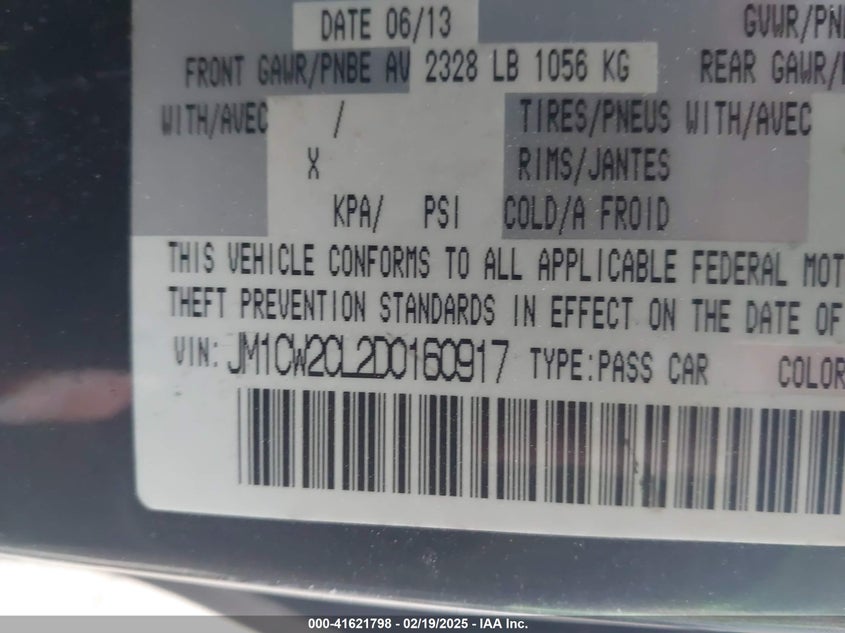 DATE 06/13 GVWR/PNB
FRONT GAWR/PNBE AV 2328 LB 1056 KG REAR GAWR/
WITH/AVEC / TIRES/PNEUS WITH/AVEC
X RIMS/JANTES
KPA/ PSI COLD/A FROID
THIS VEHICLE CONFORMS TO ALL APPLICABLE FEDERAL MOT
THEFT PREVENTION STANDARDS IN EFFECT ON THE DATE OF
VIN: JM1CW2CL2D0160917 TYPE:PASS CAR COLOR
000-41621798 - 02/19/2025 - IAA Inc.